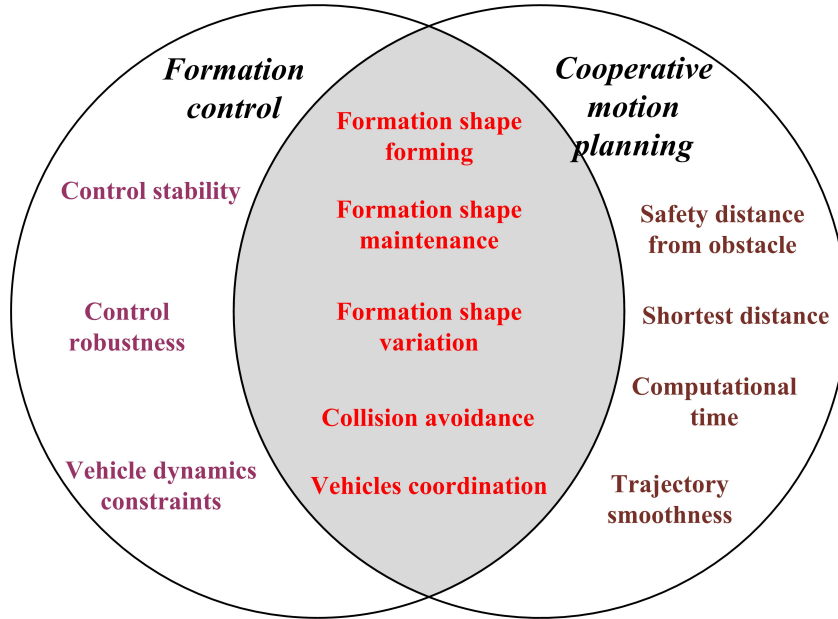 Formation
control
Control stability
Control
robustness
Vehicle dynamics
constraints
Formation shape
forming
Formation shape
maintenance
Formation shape
variation
Collision avoidance
Vehicles coordination
Cooperative
motion
planning
Safety distance
from obstacle
Shortest distance
Computational
time
Trajectory
smoothness